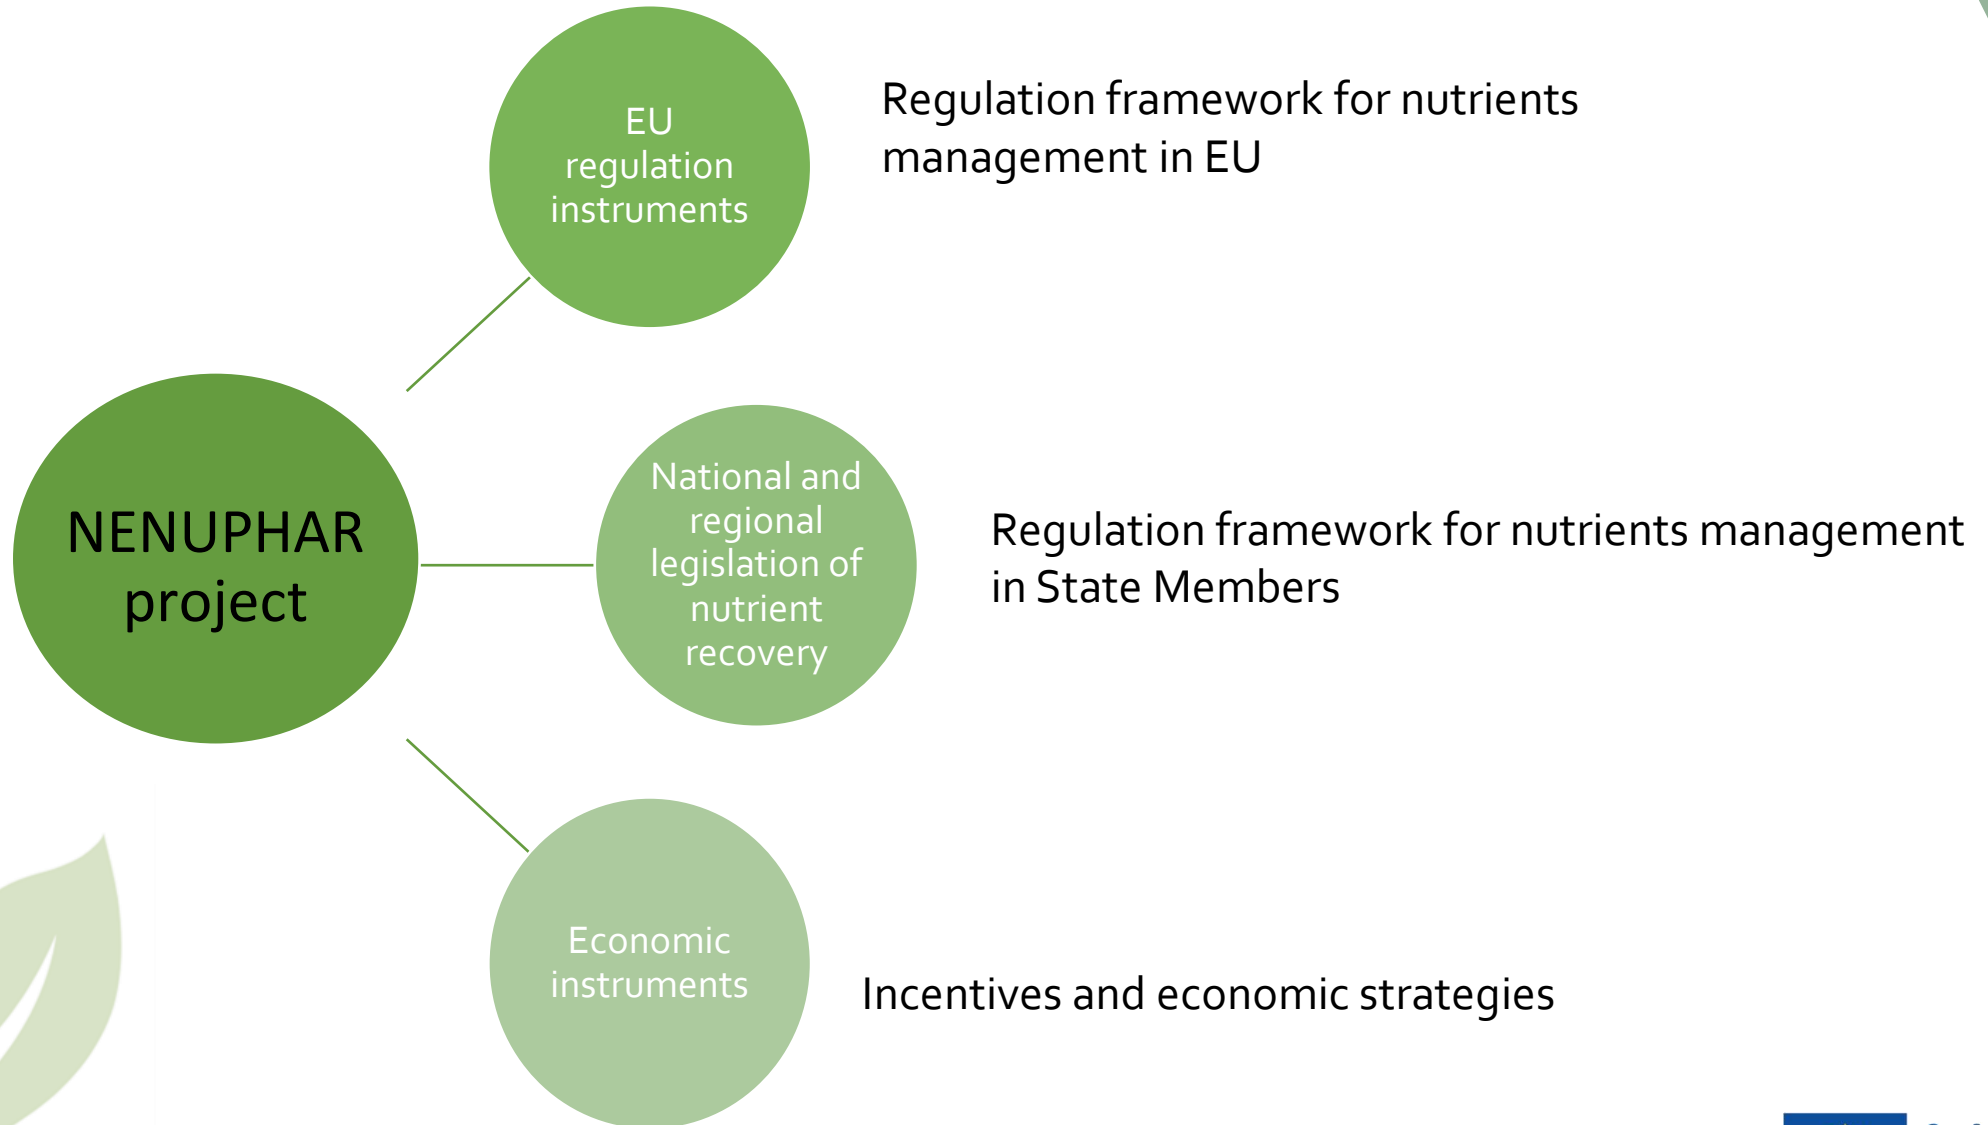 EU
regulation
instruments
Regulation framework for nutrients
management in EU
NENUPHAR
project
National and
regional
legislation of
nutrient
recovery
Regulation framework for nutrients management
in State Members
Economic
instruments
Incentives and economic strategies